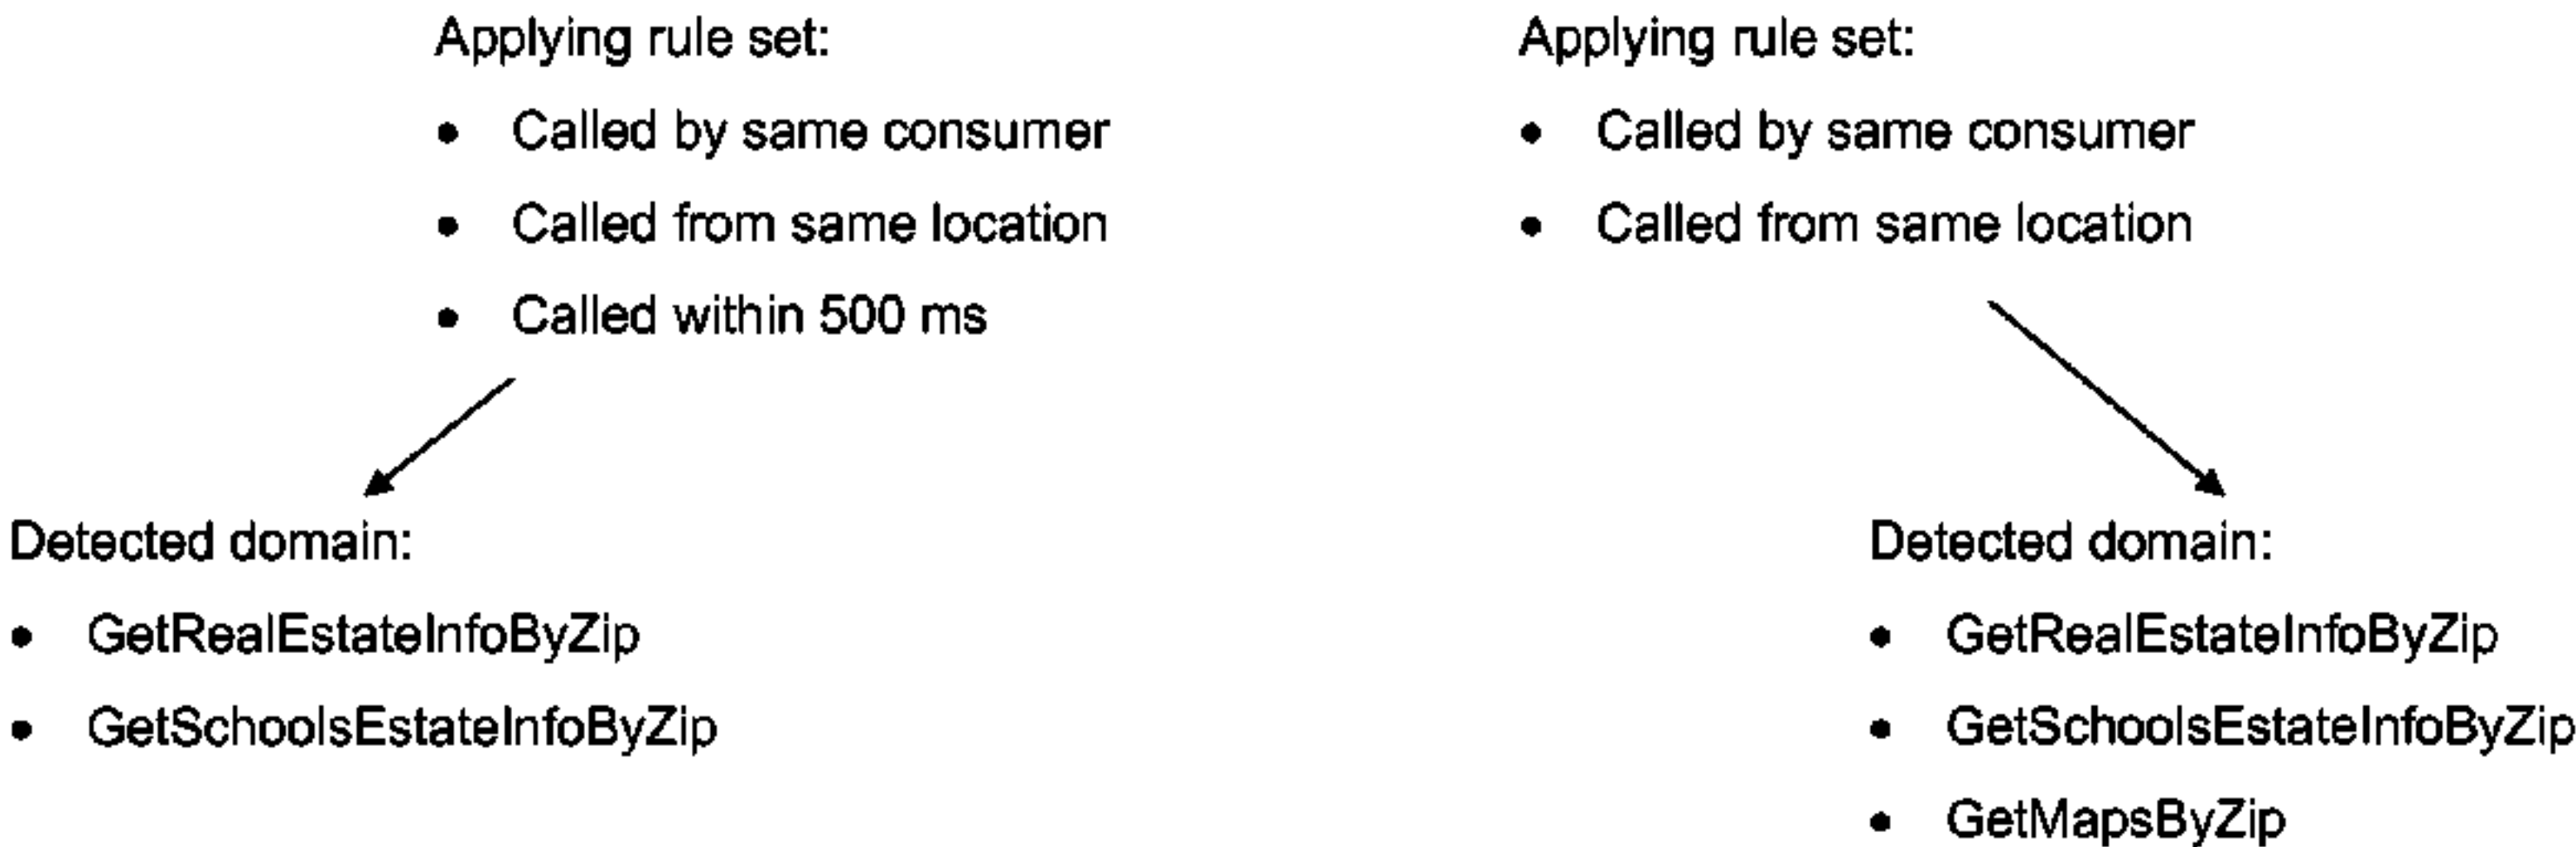 Applying rule set:
• Called by same consumer
• Called from same location
• Called within 500 ms
Detected domain:
• GetRealEstateInfoByZip
• GetSchoolsEstateInfoByZip
Applying rule set:
• Called by same consumer
• Called from same location
Detected domain:
• GetRealEstateInfoByZip
• GetSchoolsEstateInfoByZip
• GetMapsByZip